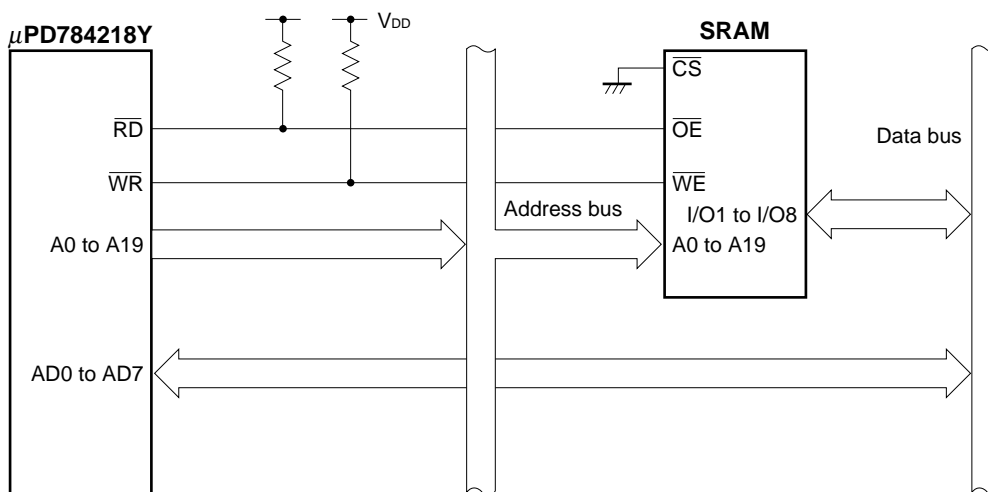 μPD784218Y
VDD
SRAM
CS
RD
OE
Data bus
WR
WE
Address bus
I/O1 to I/O8
A0 to A19
A0 to A19
AD0 to AD7